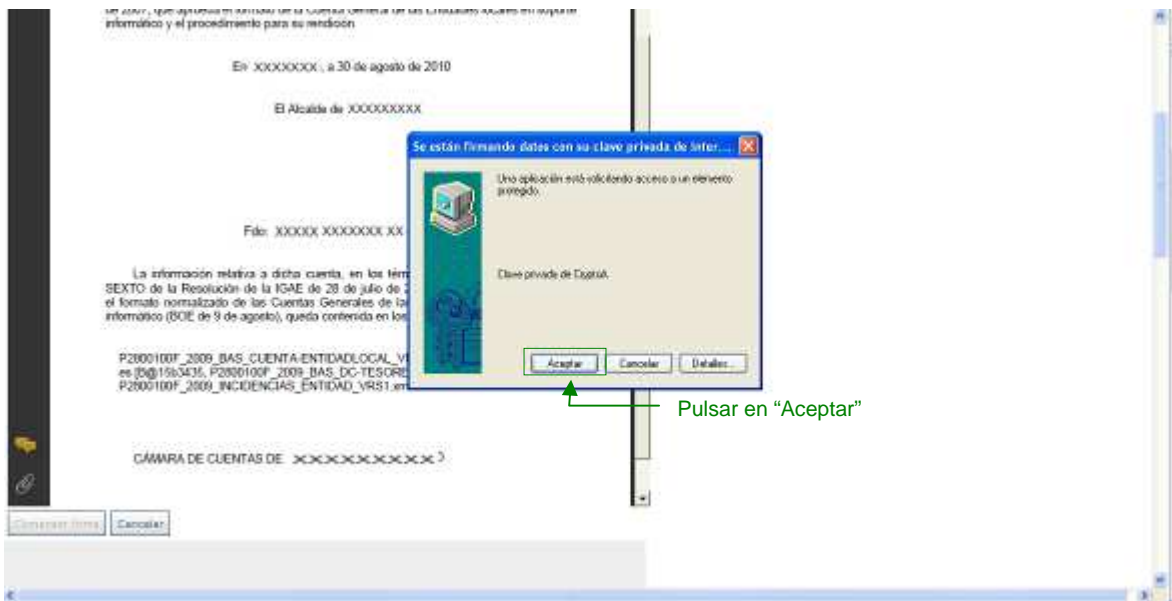 de 2007, que aprueba el formato de la Cuenta General de las Entidades locales en soporte
informático y el procedimiento para su rendición
En XXXXXXX , a 30 de agosto de 2010
El Alcalde de XXXXXXXXX
Se están firmando datos con su clave privada de inter....
Una aplicación está solicitando acceso a un elemento
protegido.
Fdo: XXXXX XXXXXXX XX
La información relativa a dicha cuenta, en los térm
Clave privada de CryptoA
SEXTO de la Resolución de la IGAE de 28 de julio de
el formato normalizado de las Cuentas Generales de la
informático (BOE de 9 de agosto), queda contenida en los
P2800100F_2009_BAS_CUENTA-ENTIDADLOCAL_V
es [B@15b3435, P2800100F_2009_BAS_DC-TESORE
P2800100F_2009_INCIDENCIAS_ENTIDAD_VRS1.xm
Aceptar Cancelar Detalles...
Pulsar en “Aceptar”
CÁMARA DE CUENTAS DE XXXXXXXXXX
Comenzar firma Cancelar